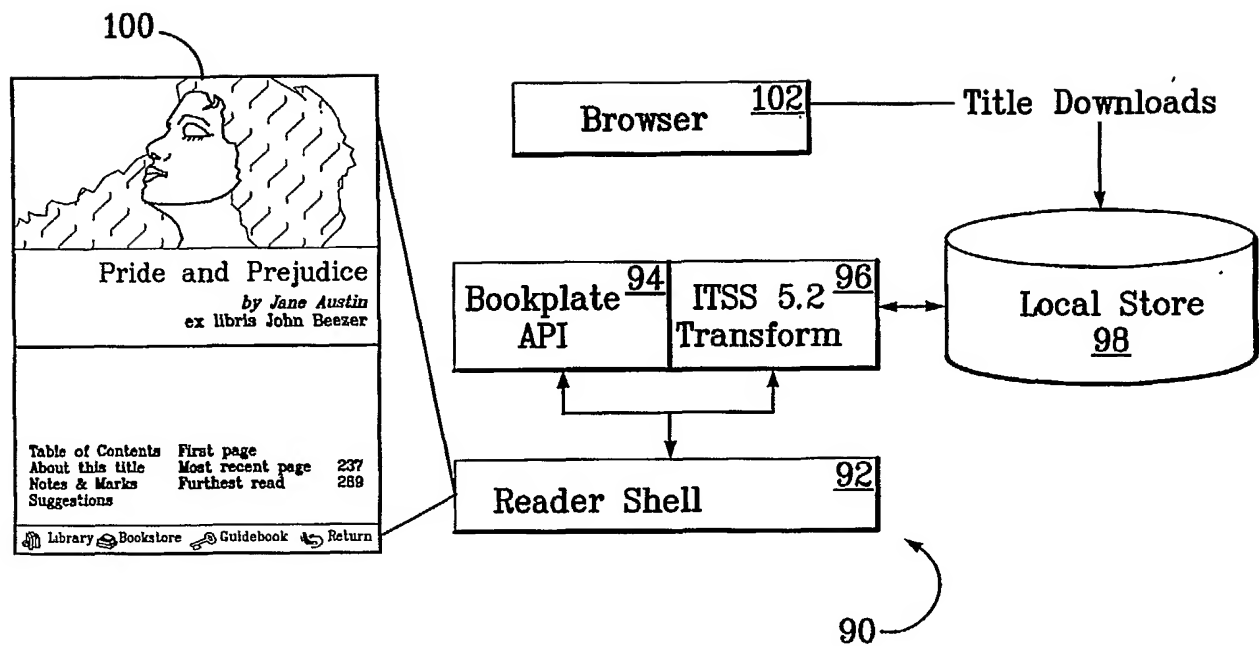 100
Browser 102
Title Downloads
Pride and Prejudice
by Jane Austin
ex libris John Beezer
Bookplate 94
API
ITSS 5.2 96
Transform
Local Store
98
Table of Contents First page
About this title Most recent page 237
Notes & Marks Furthest read 289
Suggestions
Reader Shell 92
Library Bookstore Guidebook Return
90